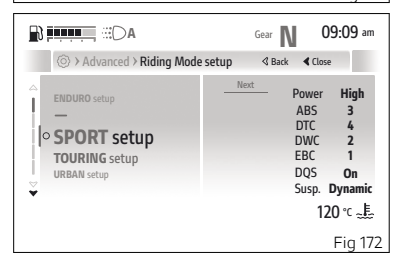 A Gear N 09:09 am
Advanced > Riding Mode setup Back Close
ENDURO setup
SPORT setup
TOURING setup
URBAN setup
Next
Power High
ABS 3
DTC 4
DWC 2
EBC 1
DQS On
Susp. Dynamic
120 °C
Fig 172